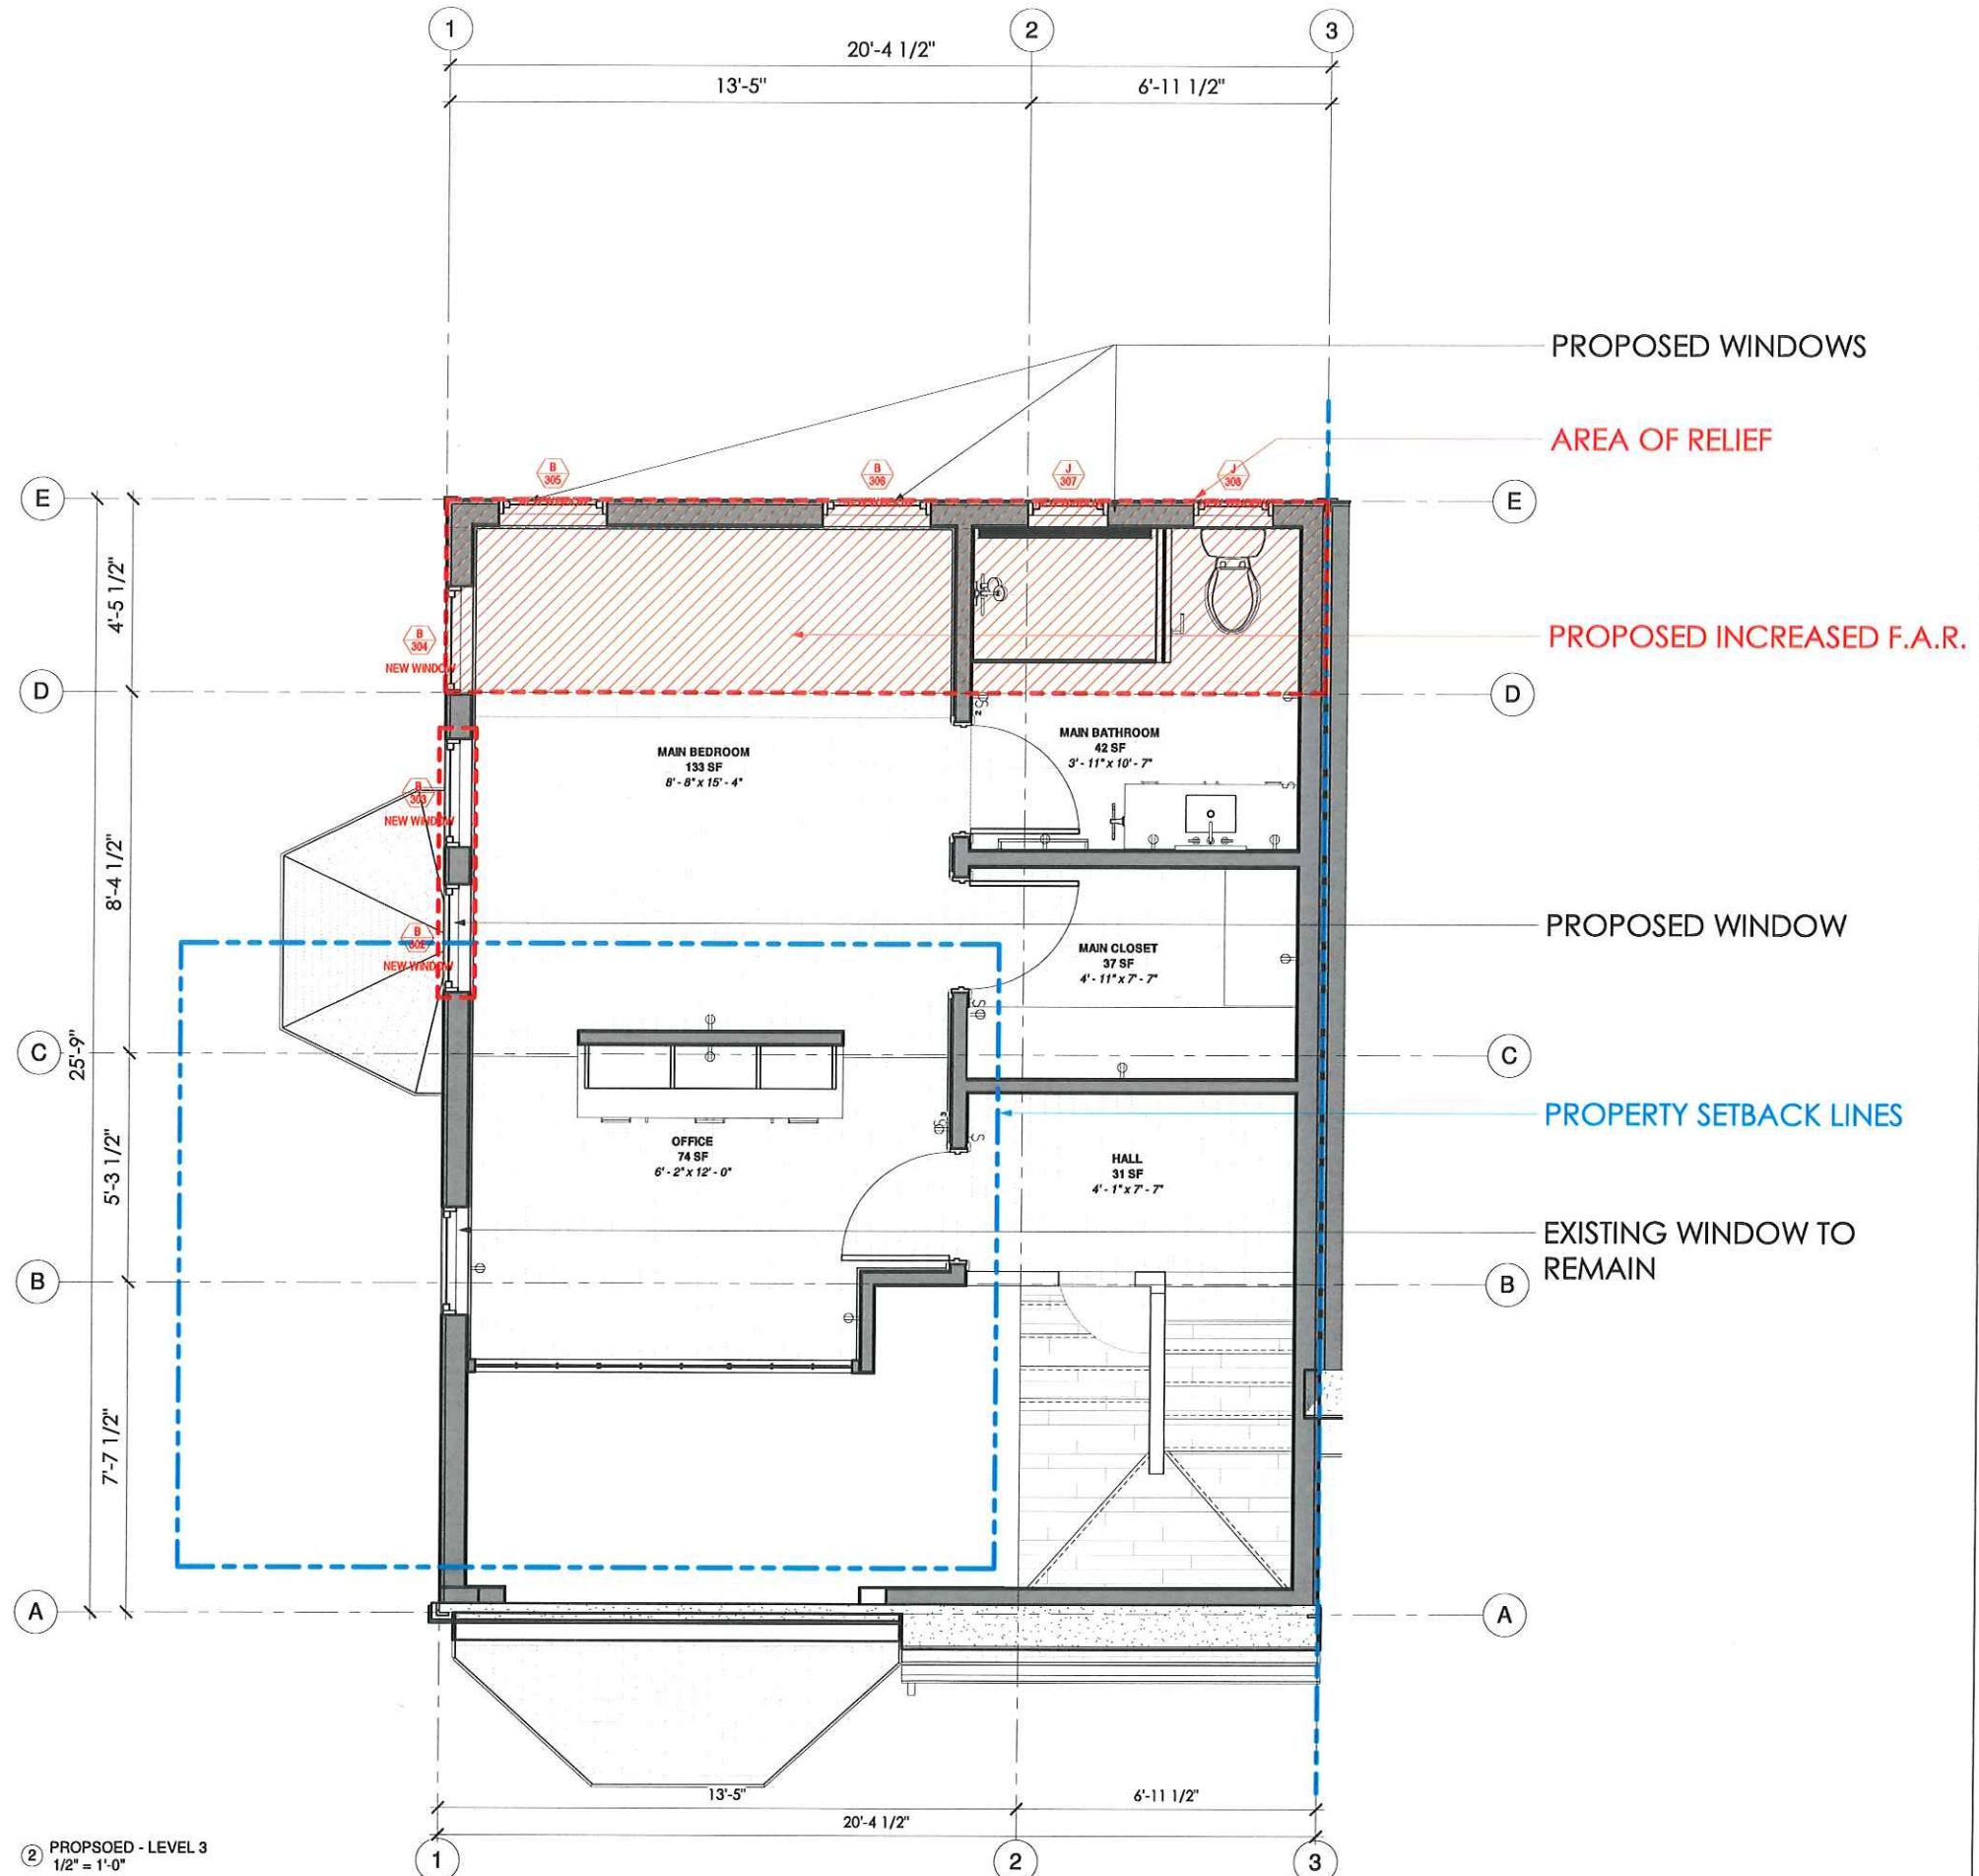 1
2
3
20'-4 1/2"
13'-5"
6'-11 1/2"
PROPOSED WINDOWS
AREA OF RELIEF
B
305
B
306
J
307
J
308
E
E
4'-5 1/2"
B
304
NEW WINDOW
PROPOSED INCREASED F.A.R.
D
D
MAIN BEDROOM
133 SF
8' - 8" x 15' - 4"
MAIN BATHROOM
42 SF
3' - 11" x 10' - 7"
B
303
NEW WINDOW
8'-4 1/2"
PROPOSED WINDOW
B
302
NEW WINDOW
MAIN CLOSET
37 SF
4' - 11" x 7' - 7"
C
25'-9"
C
PROPERTY SETBACK LINES
5'-3 1/2"
OFFICE
74 SF
6' - 2" x 12' - 0"
HALL
31 SF
4' - 1" x 7' - 7"
EXISTING WINDOW TO
REMAIN
B
B
7'-7 1/2"
A
A
13'-5"
6'-11 1/2"
20'-4 1/2"
1
2
3
2 PROPSOED - LEVEL 3
1/2" = 1'-0"